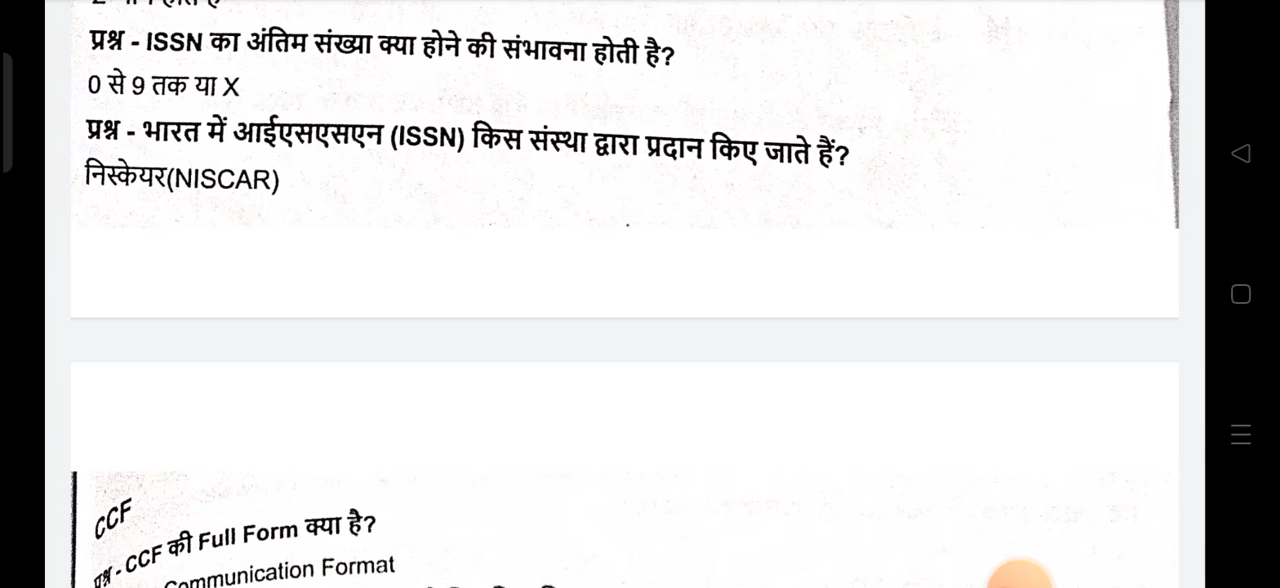 प्रश्न - ISSN का अंतिम संख्या क्या होने की संभावना होती है?
0 से 9 तक या X
प्रश्न - भारत में आईएसएसएन (ISSN) किस संस्था द्वारा प्रदान किए जाते हैं?
निस्केयर(NISCAR)
CCF
प्रश्न - CCF की Full Form क्या है?
Communication Format